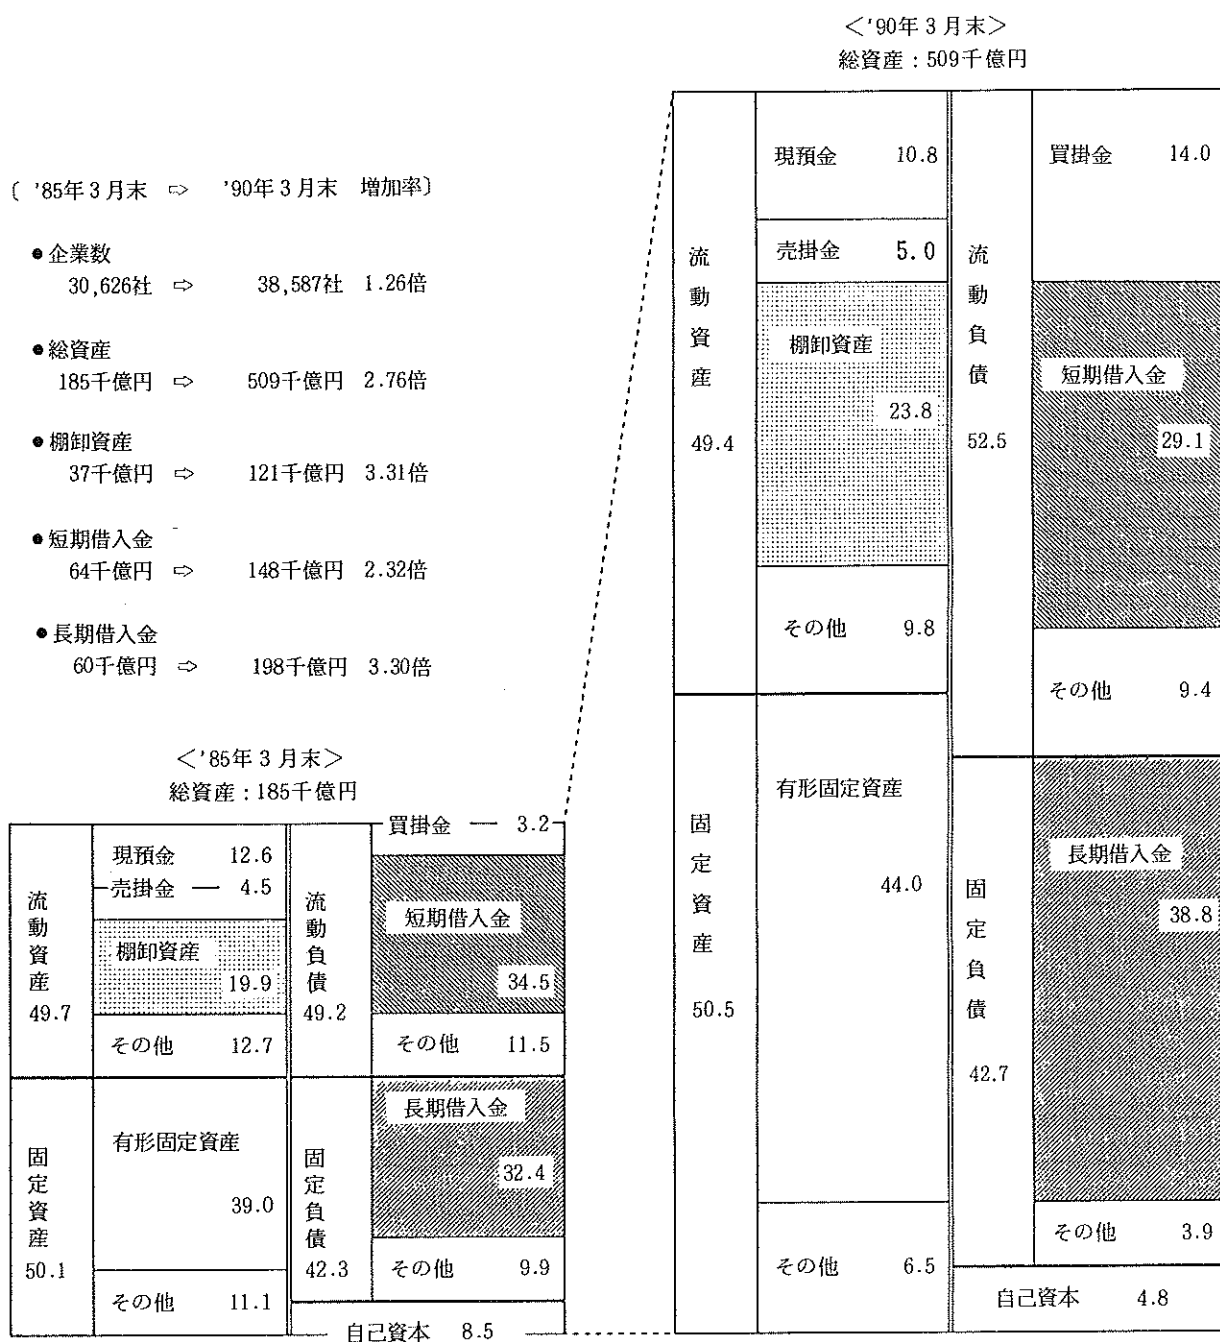 ＜'90年3月末＞
総資産：509千億円
〔 '85年3月末 ⇨ '90年3月末 増加率〕
●企業数
30,626社 ⇨ 38,587社 1.26倍
●総資産
185千億円 ⇨ 509千億円 2.76倍
●棚卸資産
37千億円 ⇨ 121千億円 3.31倍
●短期借入金
64千億円 ⇨ 148千億円 2.32倍
●長期借入金
60千億円 ⇨ 198千億円 3.30倍
＜'85年3月末＞
総資産：185千億円
流動資産
49.7
現預金 12.6
売掛金 4.5
棚卸資産
19.9
その他 12.7
固定資産
50.1
有形固定資産
39.0
その他 11.1
流動負債
49.2
買掛金 3.2
短期借入金
34.5
その他 11.5
固定負債
42.3
長期借入金
32.4
その他 9.9
自己資本 8.5
流動資産
49.4
現預金 10.8
売掛金 5.0
棚卸資産
23.8
その他 9.8
固定資産
50.5
有形固定資産
44.0
その他 6.5
流動負債
52.5
買掛金 14.0
短期借入金
29.1
その他 9.4
固定負債
42.7
長期借入金
38.8
その他 3.9
自己資本 4.8